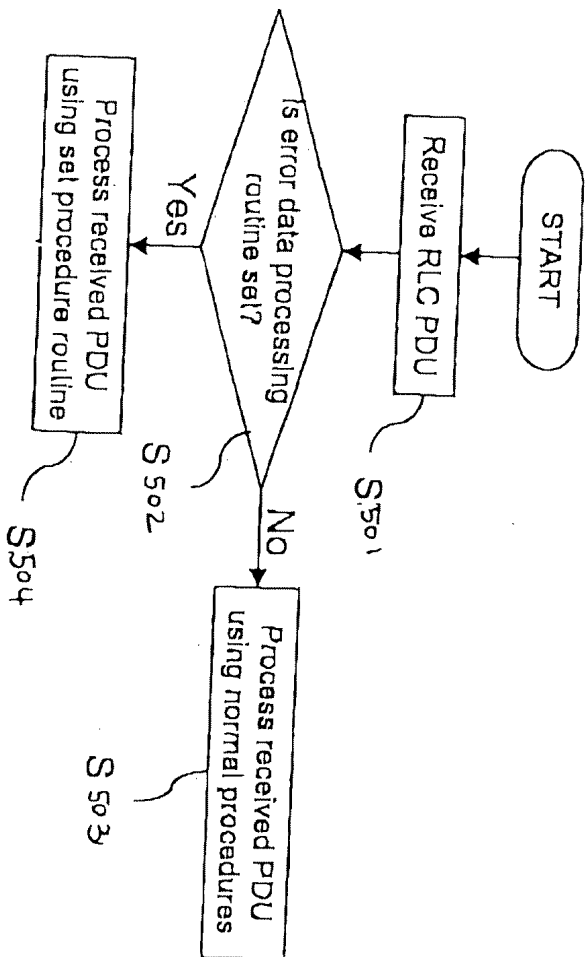 START
Receive RLC PDU
S501
Is error data processing
routine set?
S502
No
Yes
Process received PDU
using normal procedures
S503
Process received PDU
using set procedure routine
S504